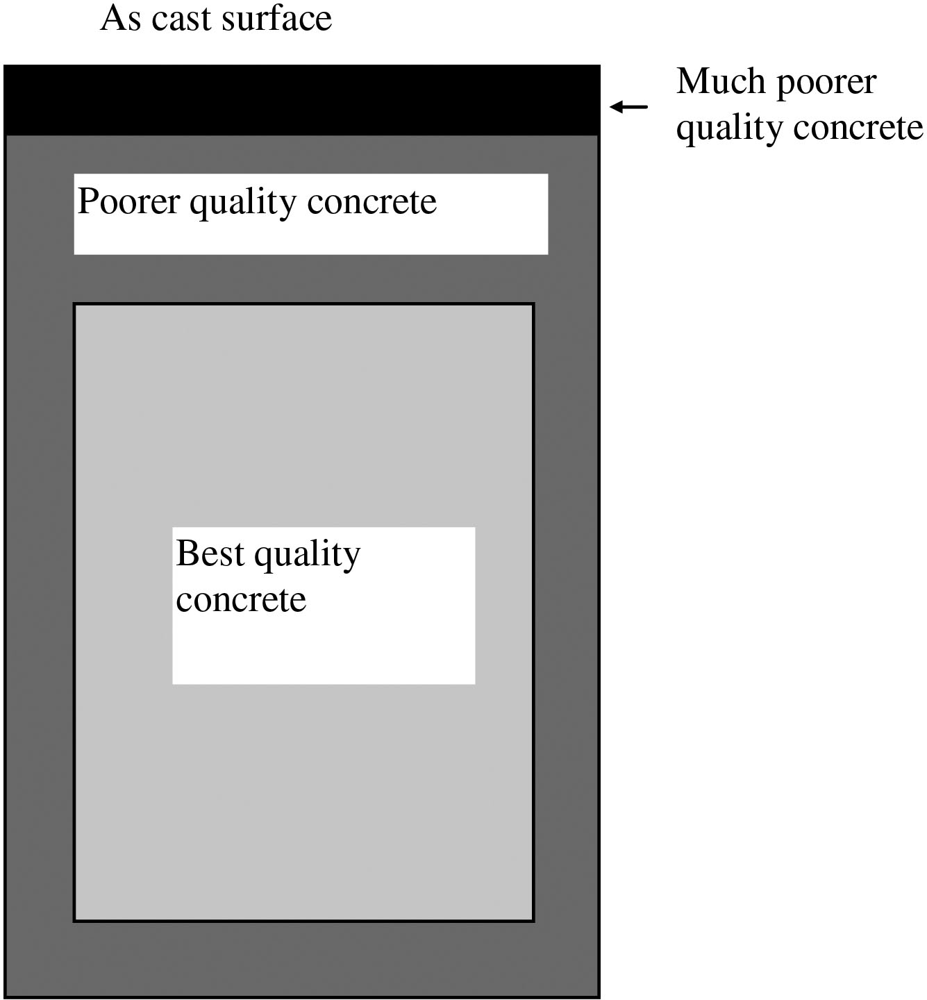 As cast surface
Much poorer
quality concrete
Poorer quality concrete
Best quality
concrete